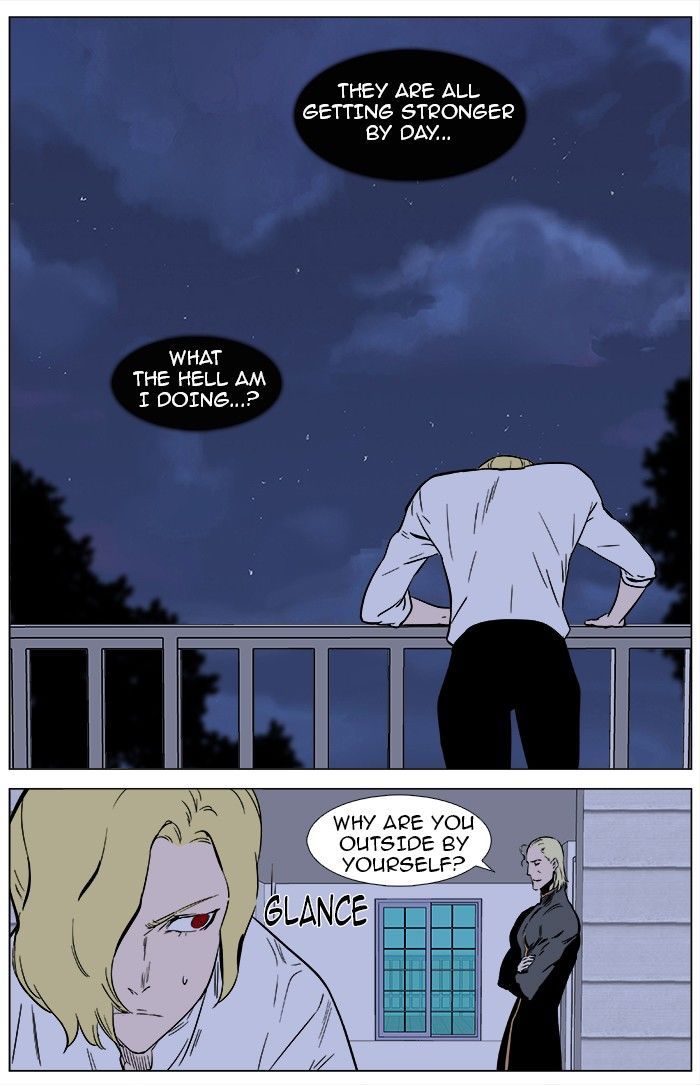 THEY ARE ALL
GETTING STRONGER
BY DAY...
WHAT
THE HELL AM
I DOING...?
WHY ARE YOU
OUTSIDE BY
YOURSELF?
GLANCE